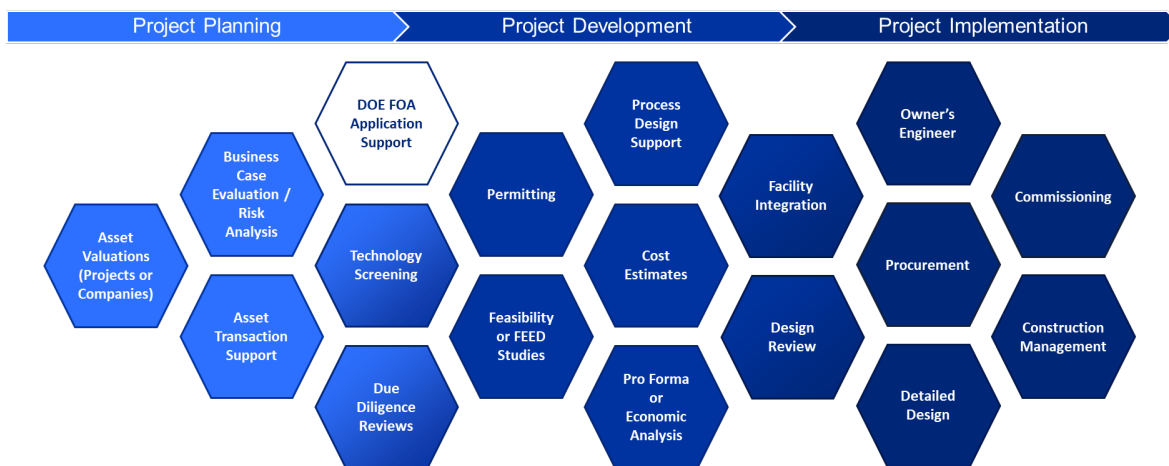 Project Planning
Project Development
Project Implementation
Asset
Valuations
(Projects or
Companies)
Business
Case
Evaluation /
Risk
Analysis
Asset
Transaction
Support
DOE FOA
Application
Support
Technology
Screening
Due
Diligence
Reviews
Permitting
Feasibility
or FEED
Studies
Process
Design
Support
Cost
Estimates
Pro Forma
or
Economic
Analysis
Facility
Integration
Design
Review
Owner's
Engineer
Procurement
Detailed
Design
Commissioning
Construction
Management